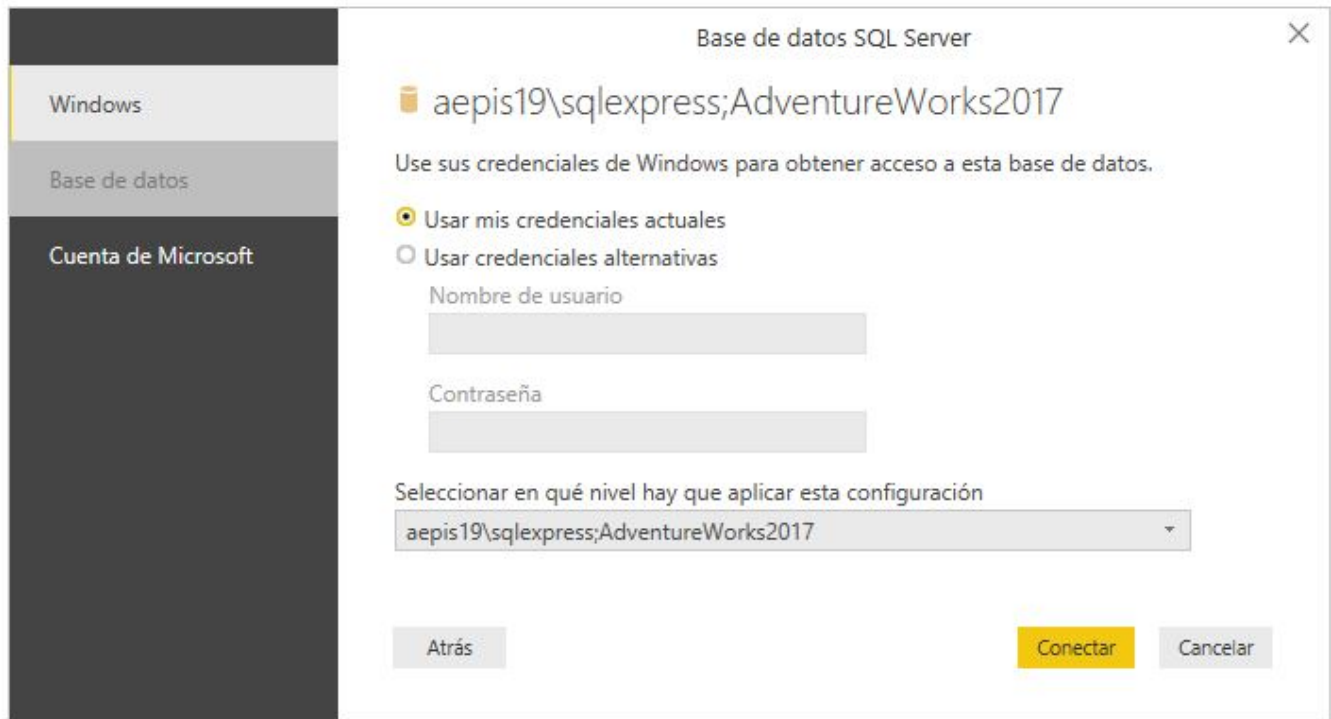 Base de datos SQL Server
Windows
Base de datos
Cuenta de Microsoft
aepis19\sqlexpress;AdventureWorks2017
Use sus credenciales de Windows para obtener acceso a esta base de datos.
Usar mis credenciales actuales
Usar credenciales alternativas
Nombre de usuario
Contraseña
Seleccionar en qué nivel hay que aplicar esta configuración
aepis19\sqlexpress;AdventureWorks2017
Atrás
Conectar
Cancelar